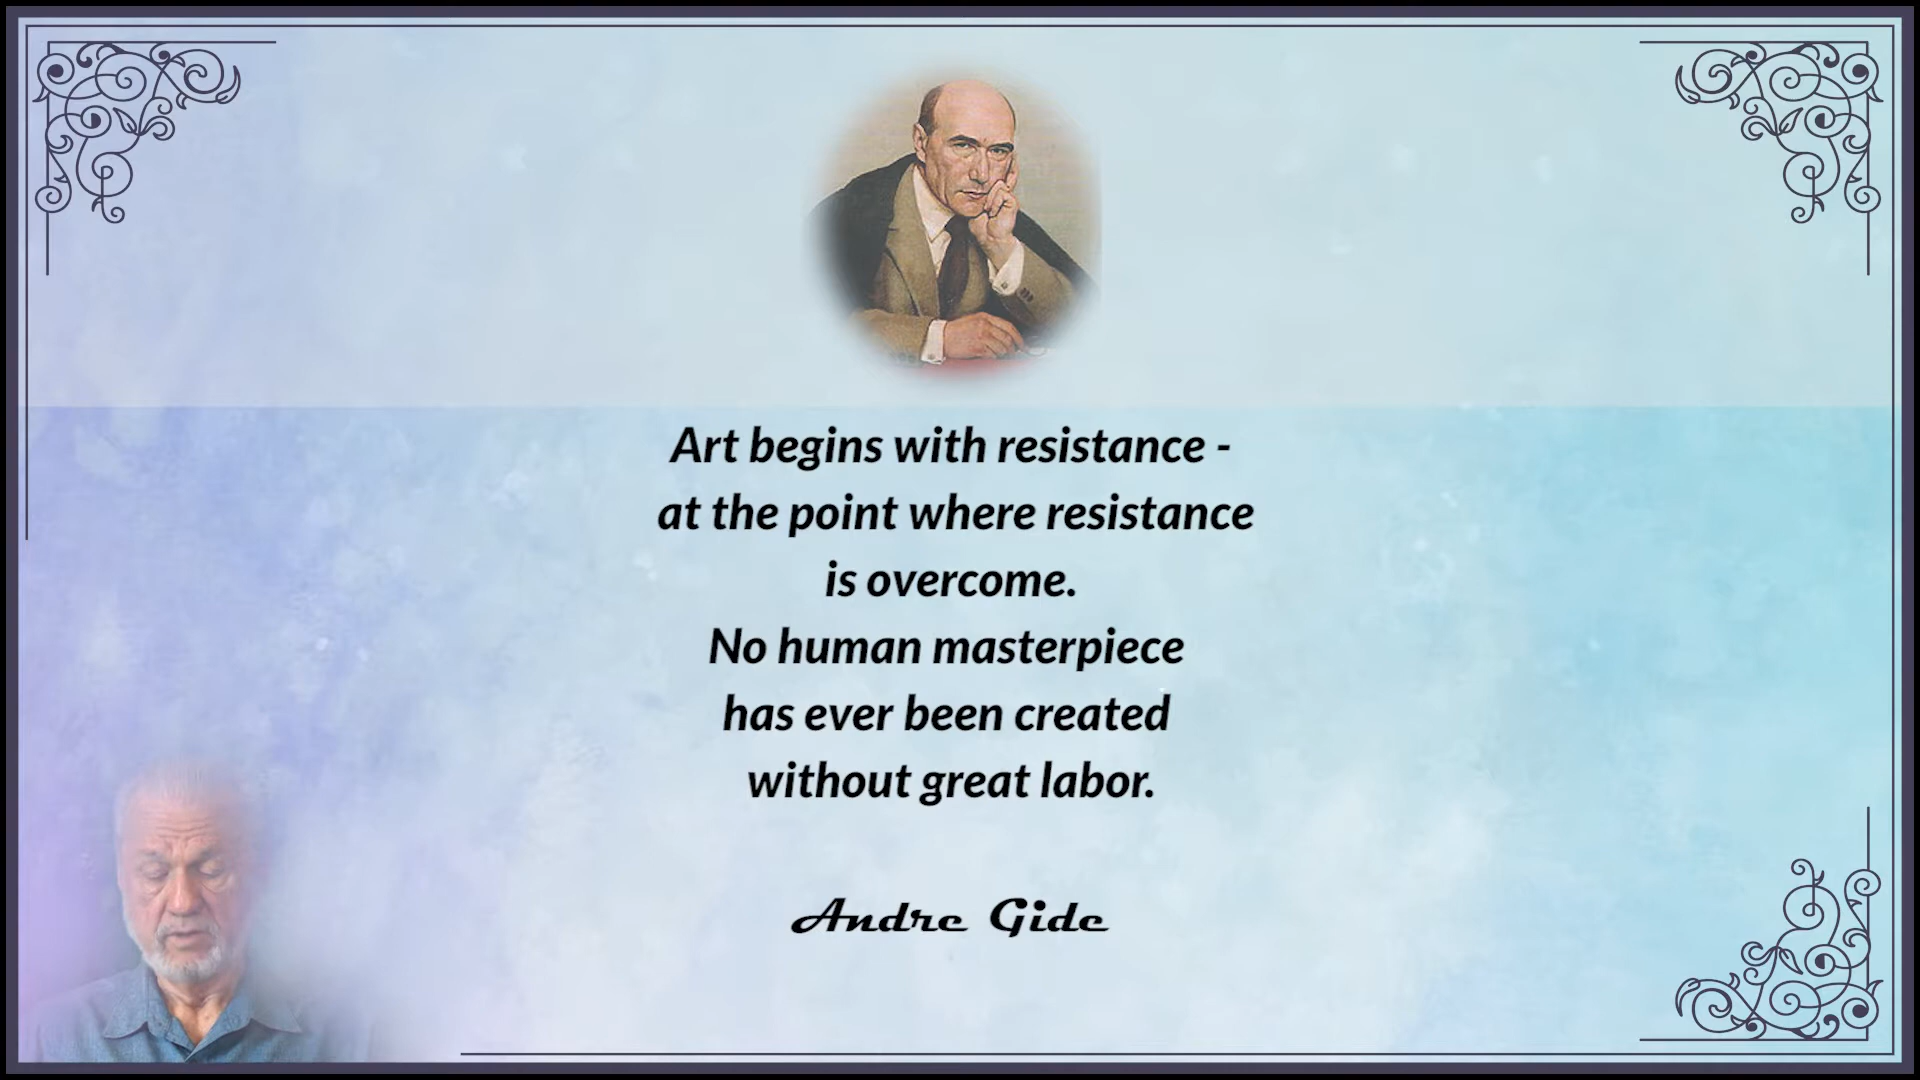 Art begins with resistance -
at the point where resistance
is overcome.
No human masterpiece
has ever been created
without great labor.
Andre Gide